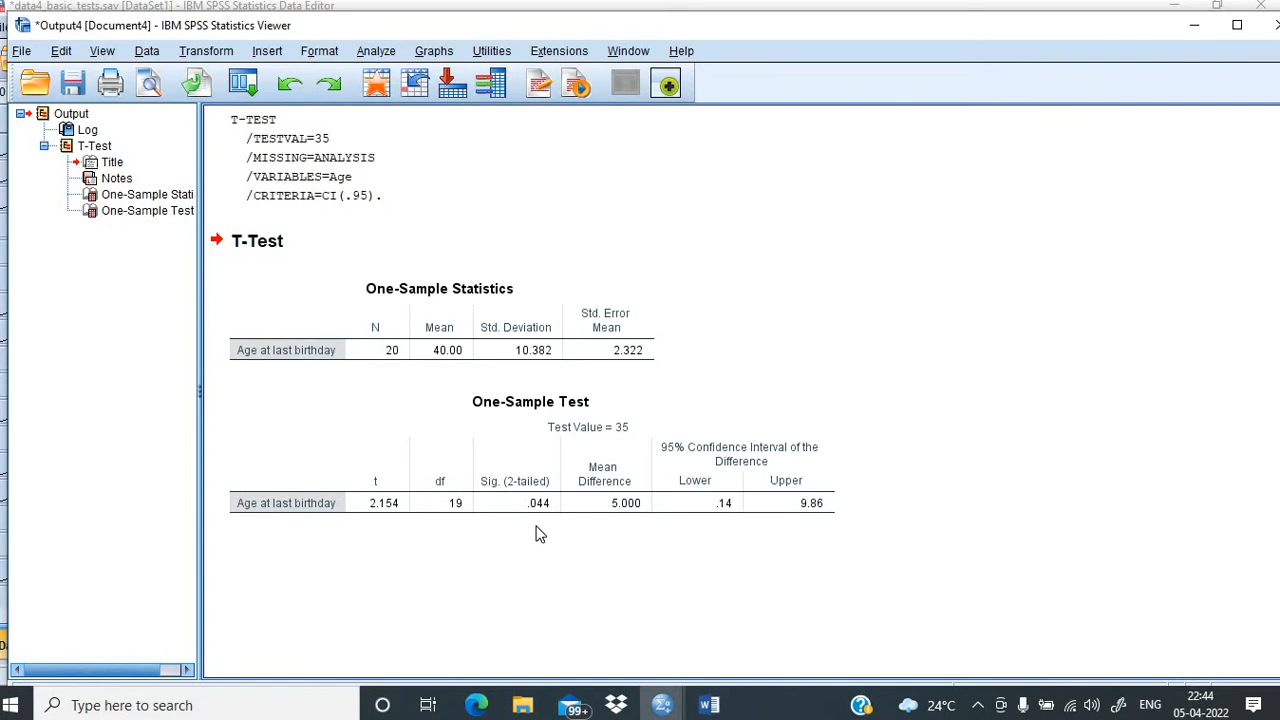 *data4_basic_tests.sav [DataSet1] - IBM SPSS Statistics Data Editor
*Output4 [Document4] - IBM SPSS Statistics Viewer
File Edit View Data Transform Insert Format Analyze Graphs Utilities Extensions Window Help
Output
Log
T-Test
Title
Notes
One-Sample Stati
One-Sample Test
T-TEST
/TESTVAL=35
/MISSING=ANALYSIS
/VARIABLES=Age
/CRITERIA=CI(.95).
T-Test
One-Sample Statistics
N Mean Std. Deviation Std. Error Mean
Age at last birthday 20 40.00 10.382 2.322
One-Sample Test
Test Value = 35
95% Confidence Interval of the
Difference
t df Sig. (2-tailed) Mean Difference Lower Upper
Age at last birthday 2.154 19 .044 5.000 .14 9.86
Type here to search
99+
24°C
ENG
22:44
05-04-2022